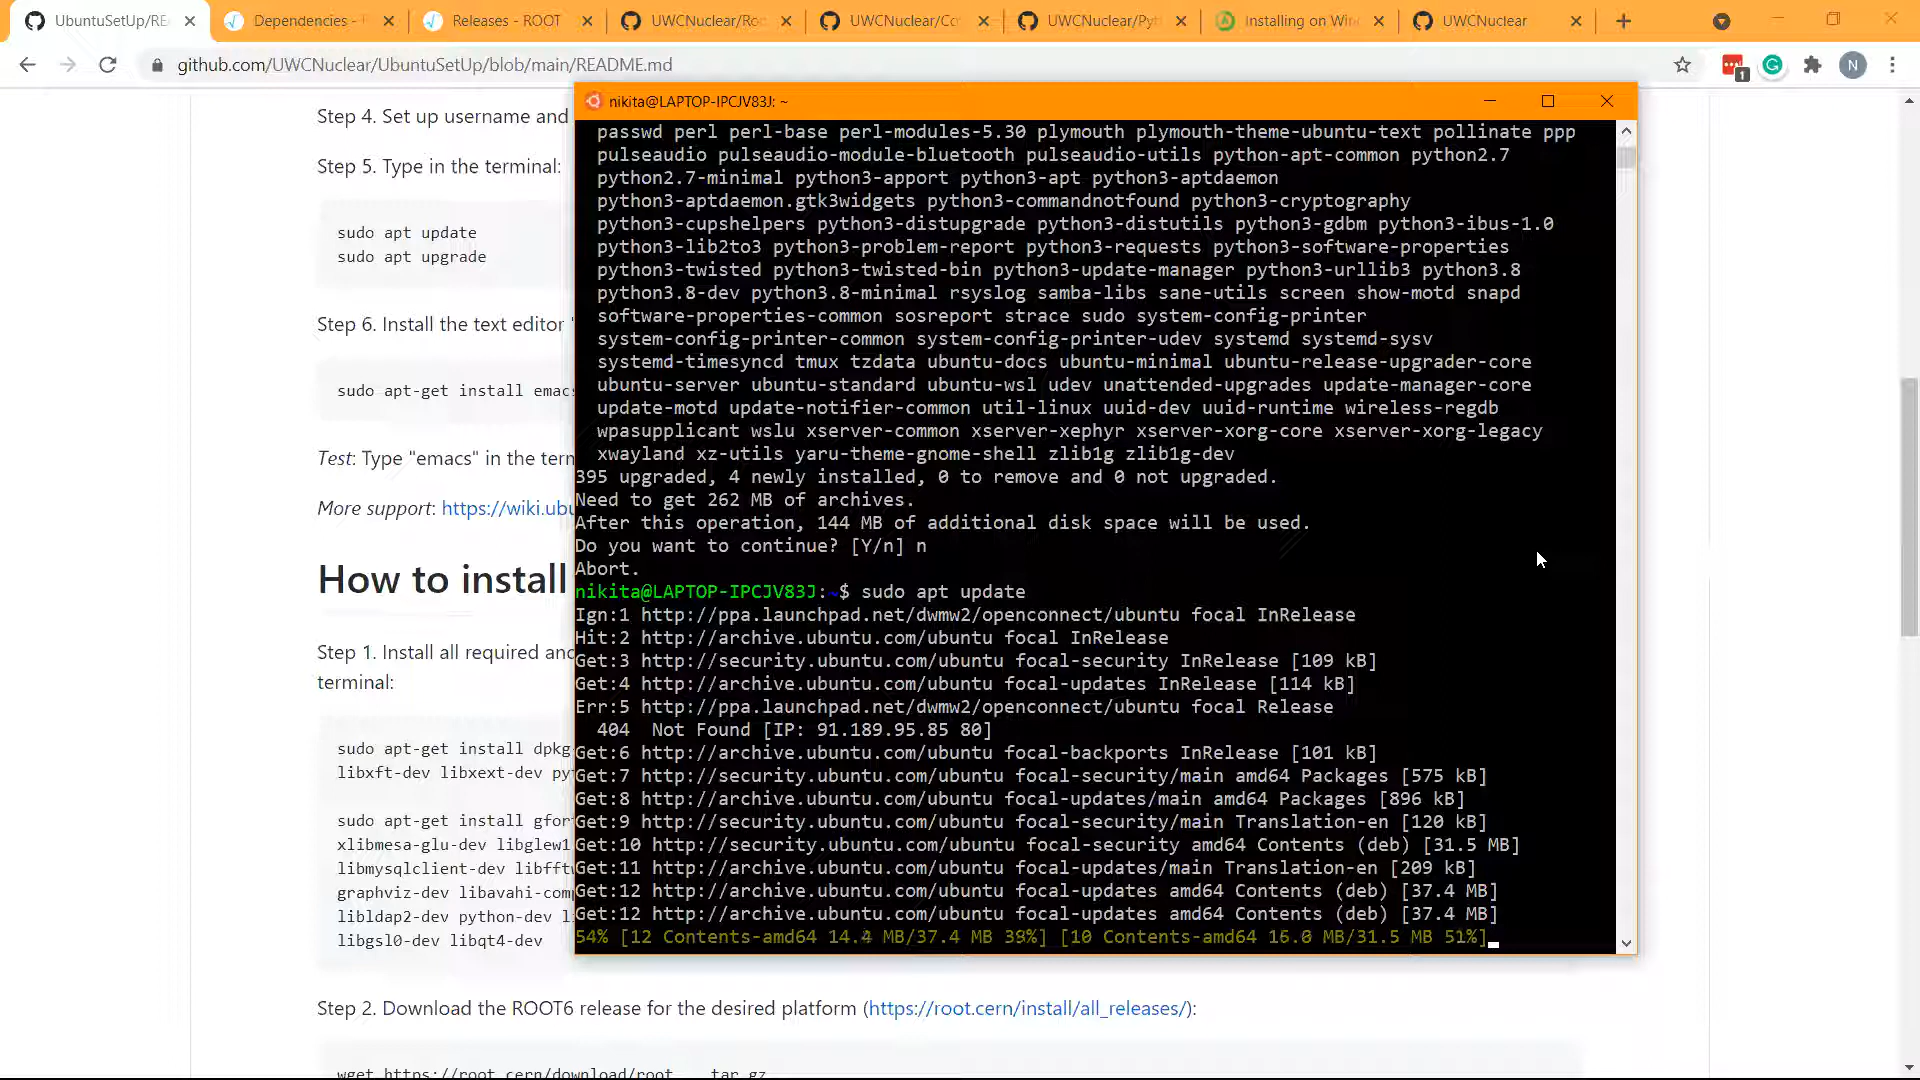 UbuntuSetUp/RE
Dependencies -
Releases - ROOT
UWCNuclear/Ro
UWCNuclear/Co
UWCNuclear/Py
Installing on Win
UWCNuclear
github.com/UWCNuclear/UbuntuSetUp/blob/main/README.md
1
N
Step 4. Set up username and
Step 5. Type in the terminal:
sudo apt update
sudo apt upgrade
Step 6. Install the text editor "
sudo apt-get install emacs
Test: Type "emacs" in the term
More support: https://wiki.ubu
How to install
Step 1. Install all required and
terminal:
sudo apt-get install dpkg
libxft-dev libxext-dev py
sudo apt-get install gfor
xlibmesa-glu-dev libglew1
libmysqlclient-dev libfftw
graphviz-dev libavahi-comp
libldap2-dev python-dev l
libgsl0-dev libqt4-dev
Step 2. Download the ROOT6 release for the desired platform (https://root.cern/install/all_releases/):
wget https://root.cern/download/root_
.tar.gz
nikita@LAPTOP-IPCJV83J: ~
passwd perl perl-base perl-modules-5.30 plymouth plymouth-theme-ubuntu-text pollinate ppp
pulseaudio pulseaudio-module-bluetooth pulseaudio-utils python-apt-common python2.7
python2.7-minimal python3-apport python3-apt python3-aptdaemon
python3-aptdaemon.gtk3widgets python3-commandnotfound python3-cryptography
python3-cupshelpers python3-distupgrade python3-distutils python3-gdbm python3-ibus-1.0
python3-lib2to3 python3-problem-report python3-requests python3-software-properties
python3-twisted python3-twisted-bin python3-update-manager python3-urllib3 python3.8
python3.8-dev python3.8-minimal rsyslog samba-libs sane-utils screen show-motd snapd
software-properties-common sosreport strace sudo system-config-printer
system-config-printer-common system-config-printer-udev systemd systemd-sysv
systemd-timesyncd tmux tzdata ubuntu-docs ubuntu-minimal ubuntu-release-upgrader-core
ubuntu-server ubuntu-standard ubuntu-wsl udev unattended-upgrades update-manager-core
update-motd update-notifier-common util-linux uuid-dev uuid-runtime wireless-regdb
wpasupplicant wslu xserver-common xserver-xephyr xserver-xorg-core xserver-xorg-legacy
xwayland xz-utils yaru-theme-gnome-shell zlib1g zlib1g-dev
395 upgraded, 4 newly installed, 0 to remove and 0 not upgraded.
Need to get 262 MB of archives.
After this operation, 144 MB of additional disk space will be used.
Do you want to continue? [Y/n] n
Abort.
nikita@LAPTOP-IPCJV83J:~$ sudo apt update
Ign:1 http://ppa.launchpad.net/dwmw2/openconnect/ubuntu focal InRelease
Hit:2 http://archive.ubuntu.com/ubuntu focal InRelease
Get:3 http://security.ubuntu.com/ubuntu focal-security InRelease [109 kB]
Get:4 http://archive.ubuntu.com/ubuntu focal-updates InRelease [114 kB]
Err:5 http://ppa.launchpad.net/dwmw2/openconnect/ubuntu focal Release
404  Not Found [IP: 91.189.95.85 80]
Get:6 http://archive.ubuntu.com/ubuntu focal-backports InRelease [101 kB]
Get:7 http://security.ubuntu.com/ubuntu focal-security/main amd64 Packages [575 kB]
Get:8 http://archive.ubuntu.com/ubuntu focal-updates/main amd64 Packages [896 kB]
Get:9 http://security.ubuntu.com/ubuntu focal-security/main Translation-en [120 kB]
Get:10 http://security.ubuntu.com/ubuntu focal-security amd64 Contents (deb) [31.5 MB]
Get:11 http://archive.ubuntu.com/ubuntu focal-updates/main Translation-en [209 kB]
Get:12 http://archive.ubuntu.com/ubuntu focal-updates amd64 Contents (deb) [37.4 MB]
Get:12 http://archive.ubuntu.com/ubuntu focal-updates amd64 Contents (deb) [37.4 MB]
54% [12 Contents-amd64 14.4 MB/37.4 MB 39%] [10 Contents-amd64 16.0 MB/31.5 MB 51%]